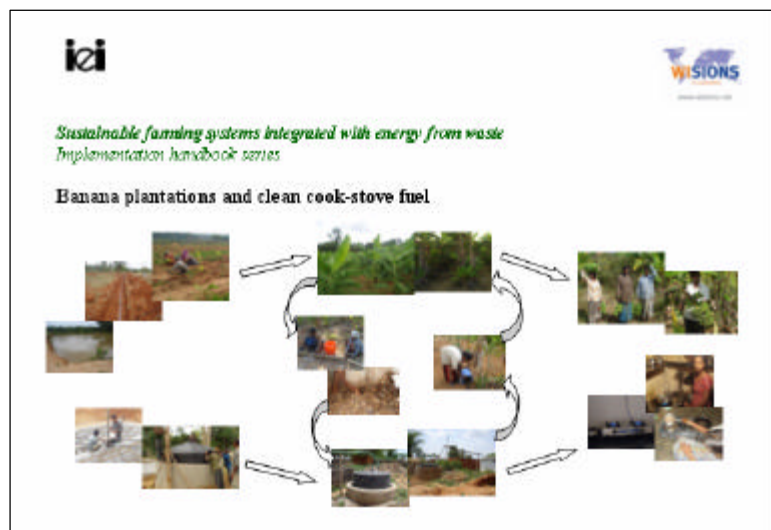 iei
WISIONS
Sustainable farming systems integrated with energy from waste
Implementation handbook series
Banana plantations and clean cook-stove fuel